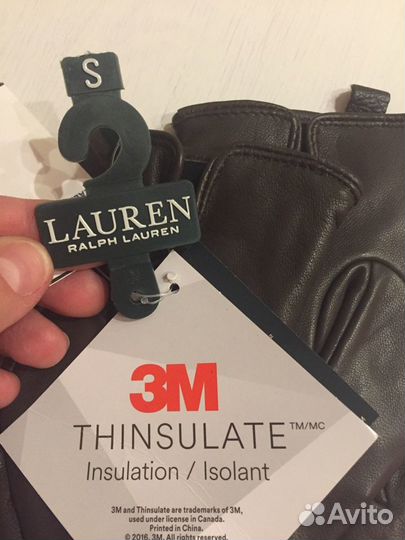 S
LAUREN
RALPH LAUREN
3M
THINSULATE™/MC
Insulation / Isolant
3M and Thinsulate are trademarks of 3M,
used under license in Canada.
Printed in China.
© 2016, 3M. All rights reserved.
Avito